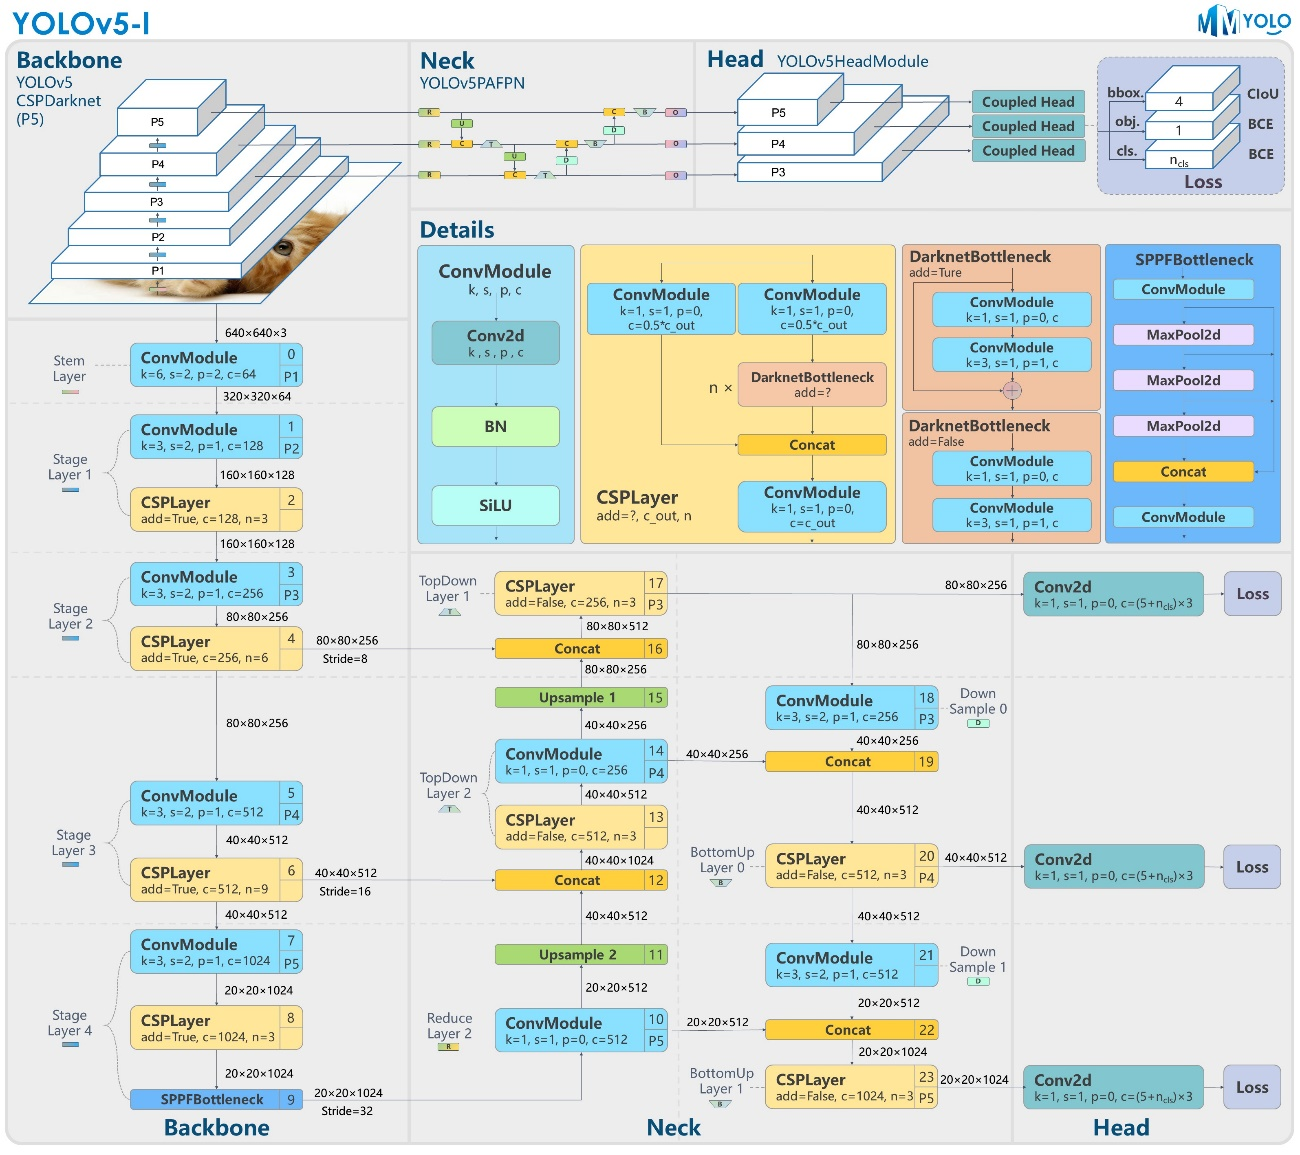 YOLOv5-l
MMYOLO
Backbone
YOLOv5
CSPDarknet
(P5)
P5
P4
P3
P2
P1
Neck
YOLOv5PAFPN
R
U
C
B
O
D
R
C
T
C
B
O
U
D
R
C
T
O
Head YOLOv5HeadModule
P5
P4
P3
Coupled Head
Coupled Head
Coupled Head
bbox. 4 CIoU
obj. 1 BCE
cls. ncls BCE
Loss
Details
ConvModule
k, s, p, c
Conv2d
k, s, p, c
BN
SiLU
ConvModule
k=1, s=1, p=0,
c=0.5*c_out
ConvModule
k=1, s=1, p=0,
c=0.5*c_out
n ×
DarknetBottleneck
add=?
Concat
CSPLayer
add=?, c_out, n
ConvModule
k=1, s=1, p=0,
c=c_out
DarknetBottleneck
add=Ture
ConvModule
k=1, s=1, p=0, c
ConvModule
k=3, s=1, p=1, c
DarknetBottleneck
add=False
ConvModule
k=1, s=1, p=0, c
ConvModule
k=3, s=1, p=1, c
SPPFBottleneck
ConvModule
MaxPool2d
MaxPool2d
MaxPool2d
Concat
ConvModule
640×640×3
Stem
Layer
ConvModule 0
k=6, s=2, p=2, c=64 P1
320×320×64
Stage
Layer 1
ConvModule 1
k=3, s=2, p=1, c=128 P2
160×160×128
CSPLayer 2
add=True, c=128, n=3
160×160×128
Stage
Layer 2
ConvModule 3
k=3, s=2, p=1, c=256 P3
80×80×256
CSPLayer 4
add=True, c=256, n=6
80×80×256
Stride=8
80×80×256
Stage
Layer 3
ConvModule 5
k=3, s=2, p=1, c=512 P4
40×40×512
CSPLayer 6
add=True, c=512, n=9
40×40×512
Stride=16
40×40×512
Stage
Layer 4
ConvModule 7
k=3, s=2, p=1, c=1024 P5
20×20×1024
CSPLayer 8
add=True, c=1024, n=3
20×20×1024
SPPFBottleneck 9
20×20×1024
Stride=32
Backbone
TopDown
Layer 1
T
CSPLayer 17
add=False, c=256, n=3 P3
80×80×512
Concat 16
80×80×256
Upsample 1 15
40×40×256
TopDown
Layer 2
T
ConvModule 14
k=1, s=1, p=0, c=256 P4
40×40×512
CSPLayer 13
add=False, c=512, n=3
40×40×1024
Concat 12
40×40×512
Upsample 2 11
20×20×512
Reduce
Layer 2
R
ConvModule 10
k=1, s=1, p=0, c=512 P5
80×80×256
80×80×256
ConvModule 18
k=3, s=2, p=1, c=256 P3
Down
Sample 0
D
40×40×256
40×40×256
Concat 19
40×40×512
BottomUp
Layer 0
B
CSPLayer 20
add=False, c=512, n=3 P4
40×40×512
40×40×512
ConvModule 21
k=3, s=2, p=1, c=512
Down
Sample 1
D
20×20×512
20×20×512
Concat 22
20×20×1024
BottomUp
Layer 1
B
CSPLayer 23
add=False, c=1024, n=3 P5
20×20×1024
Neck
Conv2d
k=1, s=1, p=0, c=(5+ncls)×3
Loss
Conv2d
k=1, s=1, p=0, c=(5+ncls)×3
Loss
Conv2d
k=1, s=1, p=0, c=(5+ncls)×3
Loss
Head